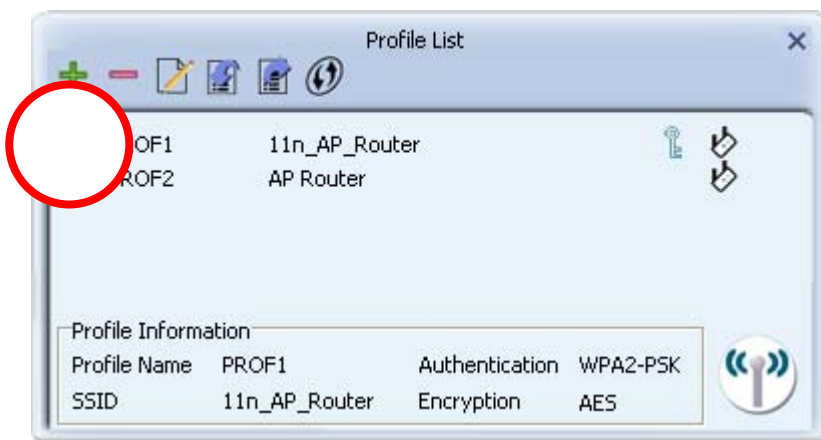 Profile List
OF1 11n_AP_Router
ROF2 AP Router
Profile Information
Profile Name PROF1 Authentication WPA2-PSK
SSID 11n_AP_Router Encryption AES